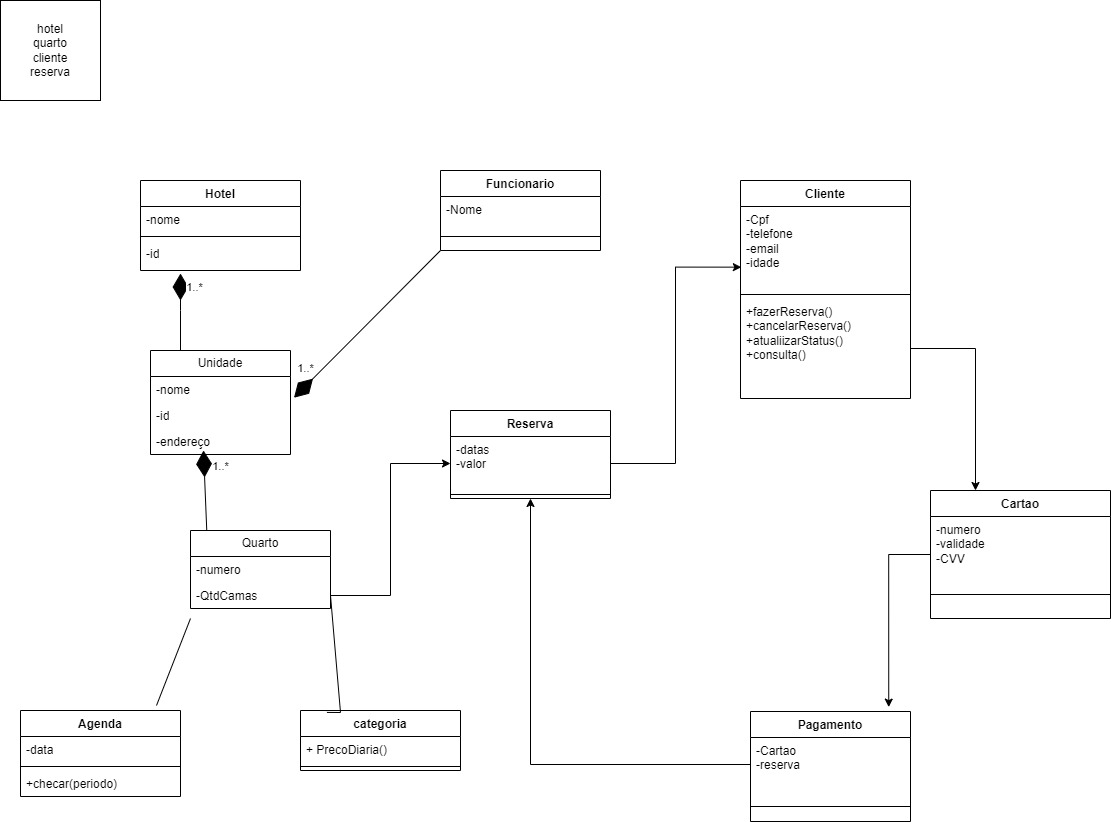 hotel
quarto
cliente
reserva
Hotel
-nome
-id
1..*
Funcionario
-Nome
Cliente
-Cpf
-telefone
-email
-idade
+fazerReserva()
+cancelarReserva()
+atualiizarStatus()
+consulta()
Unidade
-nome
-id
-endereço
1..*
1..*
Reserva
-datas
-valor
Quarto
-numero
-QtdCamas
Cartao
-numero
-validade
-CVV
Agenda
-data
+checar(periodo)
categoria
+ PrecoDiaria()
Pagamento
-Cartao
-reserva